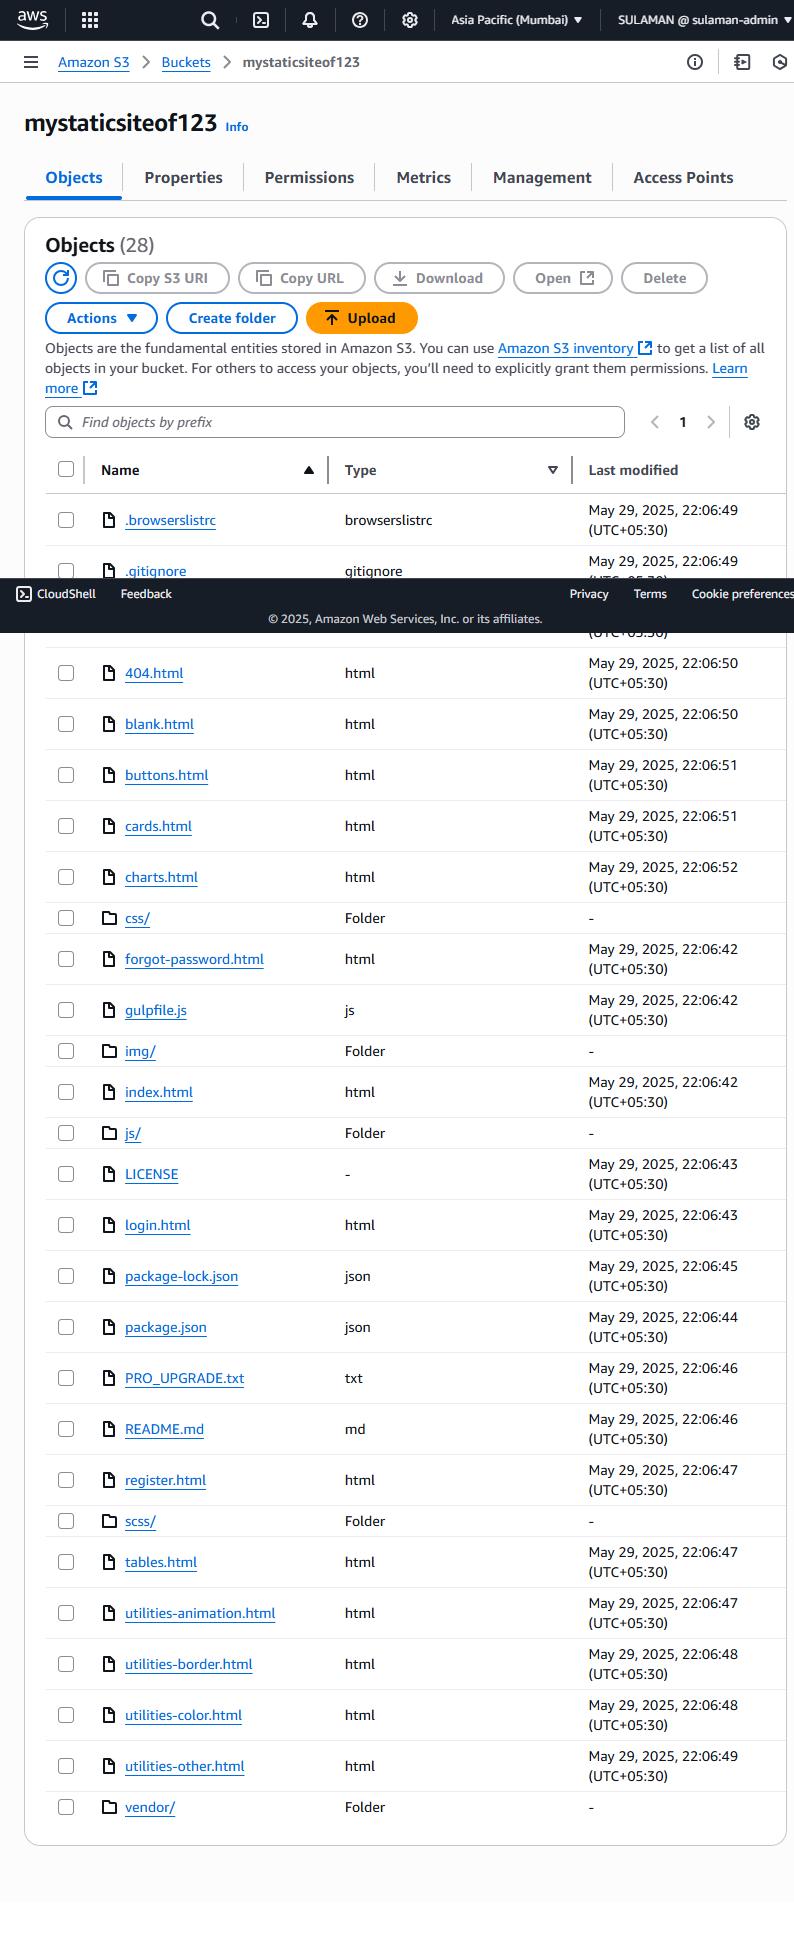 aws
Asia Pacific (Mumbai) SULAMAN @ sulaman-admin
Amazon S3 Buckets mystaticsiteof123
mystaticsiteof123 Info
Objects Properties Permissions Metrics Management Access Points
Objects (28)
Copy S3 URI Copy URL Download Open Delete
Actions Create folder Upload
Objects are the fundamental entities stored in Amazon S3. You can use Amazon S3 inventory to get a list of all
objects in your bucket. For others to access your objects, you'll need to explicitly grant them permissions. Learn
more
Find objects by prefix 1
Name Type Last modified
.browserslistrc browserslistrc May 29, 2025, 22:06:49
(UTC+05:30)
.gitignore gitignore May 29, 2025, 22:06:49
CloudShell Feedback Privacy Terms Cookie preferences
© 2025, Amazon Web Services, Inc. or its affiliates.
(UTC+05:30)
404.html html May 29, 2025, 22:06:50
(UTC+05:30)
blank.html html May 29, 2025, 22:06:50
(UTC+05:30)
buttons.html html May 29, 2025, 22:06:51
(UTC+05:30)
cards.html html May 29, 2025, 22:06:51
(UTC+05:30)
charts.html html May 29, 2025, 22:06:52
(UTC+05:30)
css/ Folder -
forgot-password.html html May 29, 2025, 22:06:42
(UTC+05:30)
gulpfile.js js May 29, 2025, 22:06:42
(UTC+05:30)
img/ Folder -
index.html html May 29, 2025, 22:06:42
(UTC+05:30)
js/ Folder -
LICENSE - May 29, 2025, 22:06:43
(UTC+05:30)
login.html html May 29, 2025, 22:06:43
(UTC+05:30)
package-lock.json json May 29, 2025, 22:06:45
(UTC+05:30)
package.json json May 29, 2025, 22:06:44
(UTC+05:30)
PRO_UPGRADE.txt txt May 29, 2025, 22:06:46
(UTC+05:30)
README.md md May 29, 2025, 22:06:46
(UTC+05:30)
register.html html May 29, 2025, 22:06:47
(UTC+05:30)
scss/ Folder -
tables.html html May 29, 2025, 22:06:47
(UTC+05:30)
utilities-animation.html html May 29, 2025, 22:06:47
(UTC+05:30)
utilities-border.html html May 29, 2025, 22:06:48
(UTC+05:30)
utilities-color.html html May 29, 2025, 22:06:48
(UTC+05:30)
utilities-other.html html May 29, 2025, 22:06:49
(UTC+05:30)
vendor/ Folder -